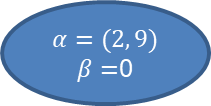 α = (2, 9)
β =0